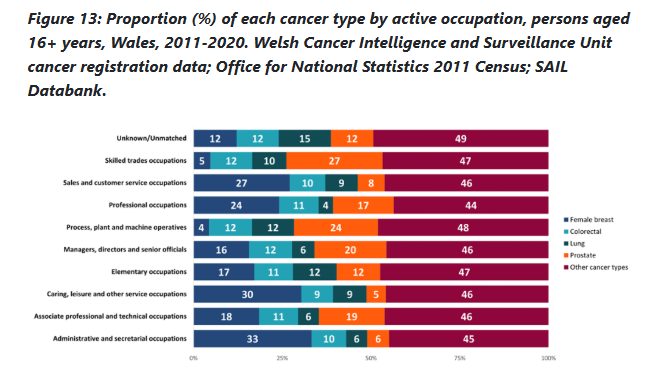 Figure 13: Proportion (%) of each cancer type by active occupation, persons aged
16+ years, Wales, 2011-2020. Welsh Cancer Intelligence and Surveillance Unit
cancer registration data; Office for National Statistics 2011 Census; SAIL
Databank.
Unknown/Unmatched 12 12 15 12 49
Skilled trades occupations 5 12 10 27 47
Sales and customer service occupations 27 10 9 8 46
Professional occupations 24 11 4 17 44
Process, plant and machine operatives 4 12 12 24 48
Managers, directors and senior officials 16 12 6 20 46
Elementary occupations 17 11 12 12 47
Caring, leisure and other service occupations 30 9 9 5 46
Associate professional and technical occupations 18 11 6 19 46
Administrative and secretarial occupations 33 10 6 6 45
0% 25% 50% 75% 100%
Female breast
Colorectal
Lung
Prostate
Other cancer types